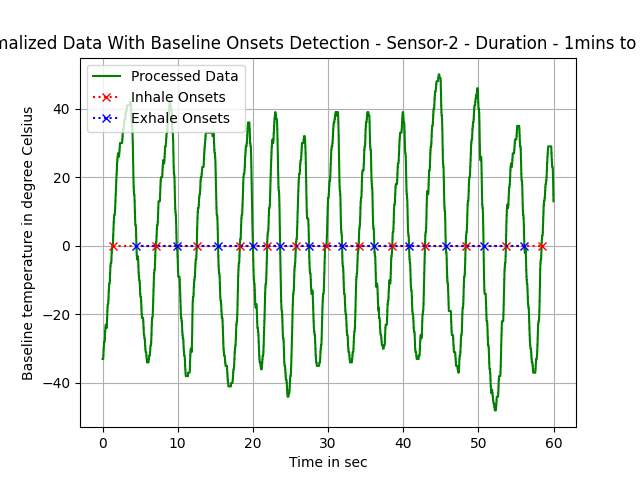 malized Data With Baseline Onsets Detection - Sensor-2 - Duration - 1mins to
Processed Data
Inhale Onsets
Exhale Onsets
Baseline temperature in degree Celsius
40
20
0
−20
−40
0 10 20 30 40 50 60
Time in sec